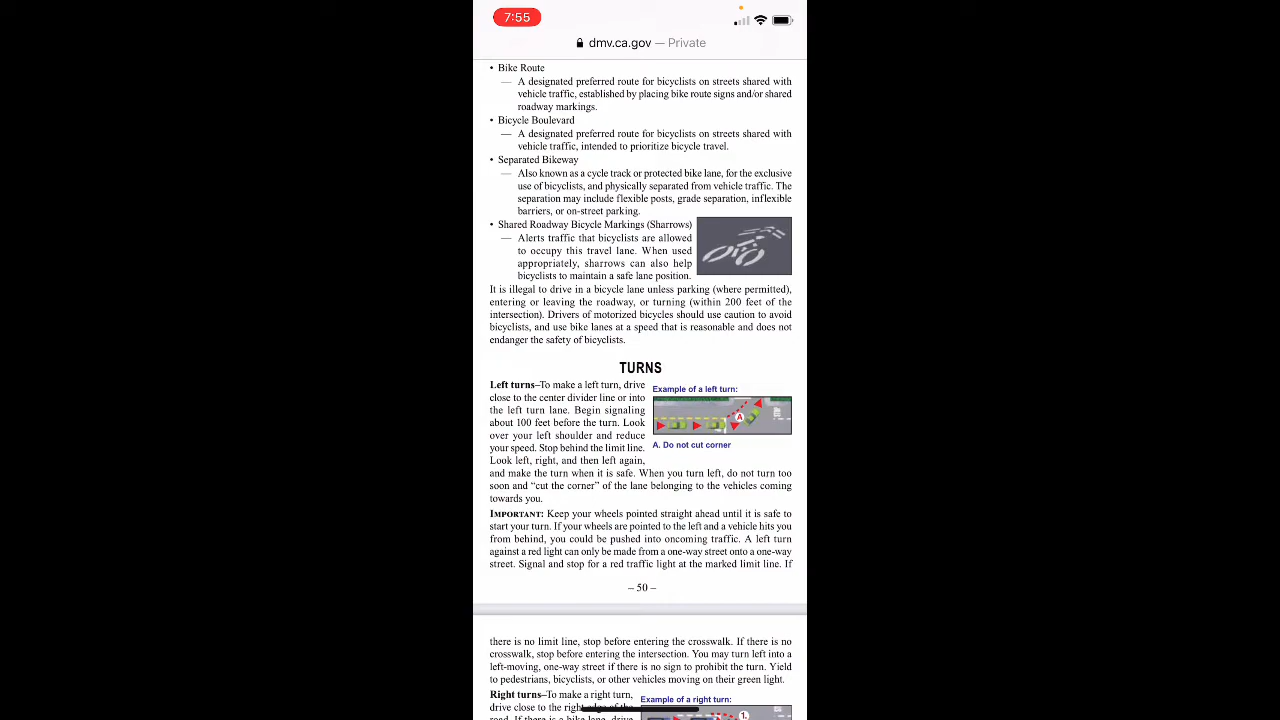 7:55
dmv.ca.gov — Private
• Bike Route
— A designated preferred route for bicyclists on streets shared with
vehicle traffic, established by placing bike route signs and/or shared
roadway markings.
• Bicycle Boulevard
— A designated preferred route for bicyclists on streets shared with
vehicle traffic, intended to prioritize bicycle travel.
• Separated Bikeway
— Also known as a cycle track or protected bike lane, for the exclusive
use of bicyclists, and physically separated from vehicle traffic. The
separation may include flexible posts, grade separation, inflexible
barriers, or on-street parking.
• Shared Roadway Bicycle Markings (Sharrows)
— Alerts traffic that bicyclists are allowed
to occupy this travel lane. When used
appropriately, sharrows can also help
bicyclists to maintain a safe lane position.
It is illegal to drive in a bicycle lane unless parking (where permitted),
entering or leaving the roadway, or turning (within 200 feet of the
intersection). Drivers of motorized bicycles should use caution to avoid
bicyclists, and use bike lanes at a speed that is reasonable and does not
endanger the safety of bicyclists.
TURNS
Left turns–To make a left turn, drive
close to the center divider line or into
the left turn lane. Begin signaling
about 100 feet before the turn. Look
over your left shoulder and reduce
your speed. Stop behind the limit line.
Look left, right, and then left again,
Example of a left turn:
A
A. Do not cut corner
and make the turn when it is safe. When you turn left, do not turn too
soon and “cut the corner” of the lane belonging to the vehicles coming
towards you.
IMPORTANT: Keep your wheels pointed straight ahead until it is safe to
start your turn. If your wheels are pointed to the left and a vehicle hits you
from behind, you could be pushed into oncoming traffic. A left turn
against a red light can only be made from a one-way street onto a one-way
street. Signal and stop for a red traffic light at the marked limit line. If
– 50 –
there is no limit line, stop before entering the crosswalk. If there is no
crosswalk, stop before entering the intersection. You may turn left into a
left-moving, one-way street if there is no sign to prohibit the turn. Yield
to pedestrians, bicyclists, or other vehicles moving on their green light.
Right turns–To make a right turn,
drive close to the right edge of the
road. If there is a bike lane, drive
Example of a right turn:
1.